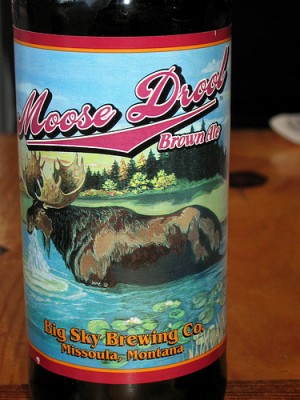 Moose Drool
Brown Ale
Big Sky Brewing Co.
Missoula, Montana